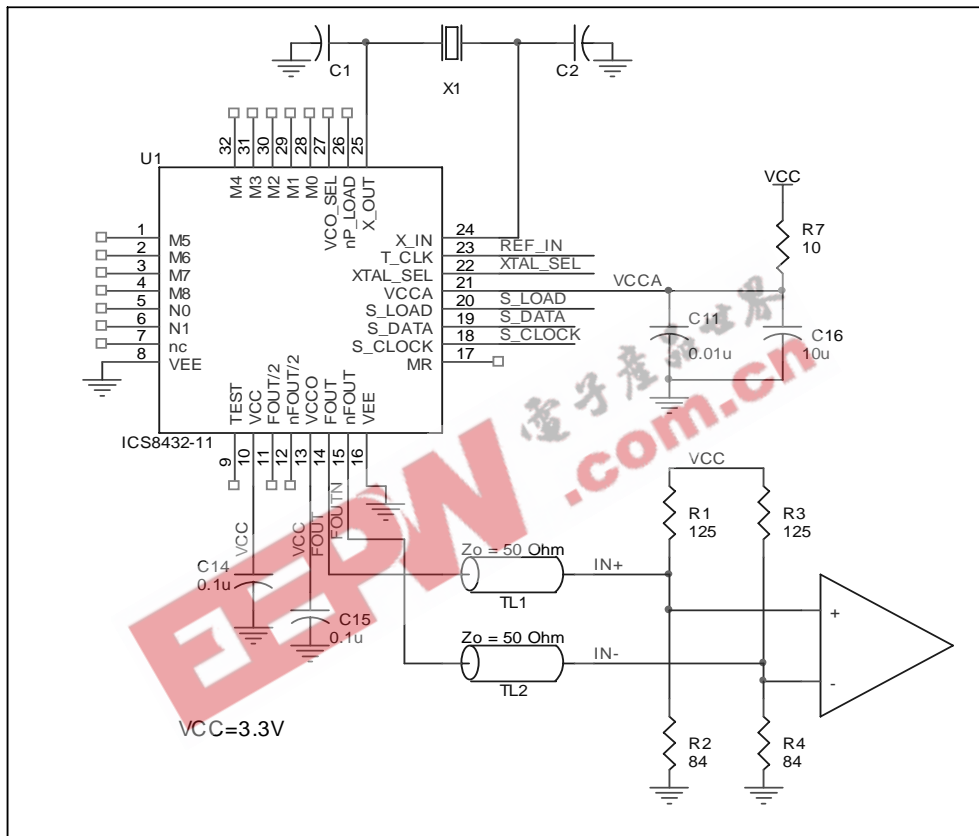 C1
X1
C2
U1
32
31
30
29
28
27
26
25
M4
M3
M2
M1
M0
VCO_SEL
nP_LOAD
X_OUT
VCC
R7
10
1 M5
2 M6
3 M7
4 M8
5 N0
6 N1
7 nc
8 VEE
X_IN 24
T_CLK 23 REF_IN
XTAL_SEL 22 XTAL_SEL
VCCA 21 VCCA
S_LOAD 20 S_LOAD
S_DATA 19 S_DATA
S_CLOCK 18 S_CLOCK
MR 17
C11
0.01u
C16
10u
TEST
VCC
FOUT/2
nFOUT/2
VCCO
FOUT
nFOUT
VEE
ICS8432-11
9
10
11
12
13
14
15
16
VCC
VCC
FOUT
FOUTN
C14
0.1u
C15
0.1u
VCC
R1
125
R3
125
Zo = 50 Ohm
IN+
TL1
Zo = 50 Ohm
IN-
TL2
+
-
R2
84
R4
84
VCC=3.3V
EEPW
.com.cn
電子產品世界